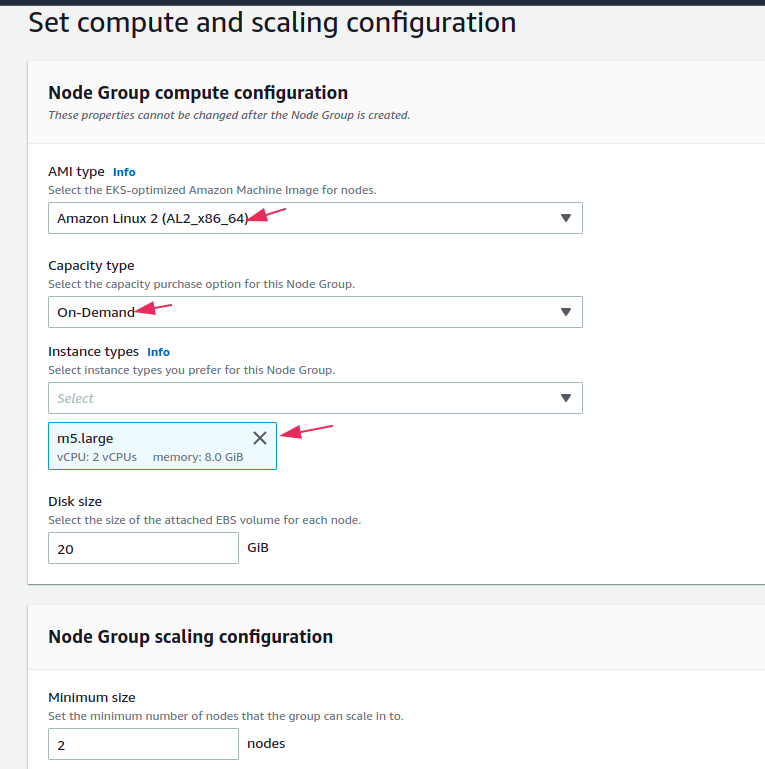 Set compute and scaling configuration
Node Group compute configuration
These properties cannot be changed after the Node Group is created.
AMI type Info
Select the EKS-optimized Amazon Machine Image for nodes.
Amazon Linux 2 (AL2_x86_64)
Capacity type
Select the capacity purchase option for this Node Group.
On-Demand
Instance types Info
Select instance types you prefer for this Node Group.
Select
m5.large
vCPU: 2 vCPUs memory: 8.0 GiB
Disk size
Select the size of the attached EBS volume for each node.
20 GiB
Node Group scaling configuration
Minimum size
Set the minimum number of nodes that the group can scale in to.
2 nodes